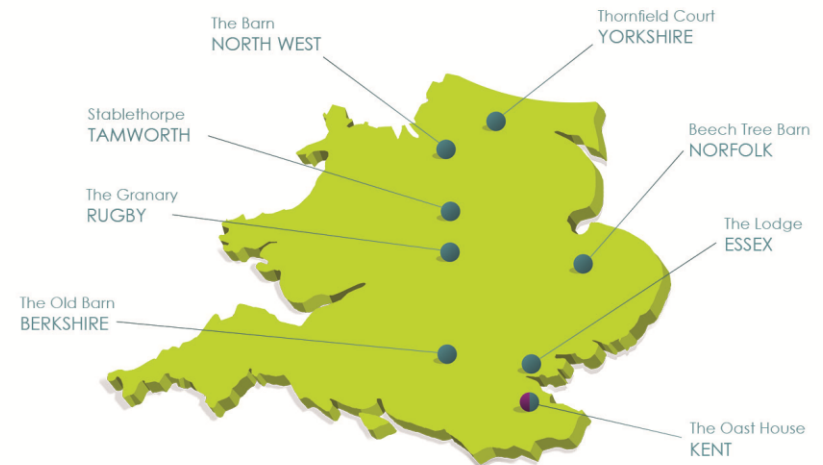 Thornfield Court
YORKSHIRE
The Barn
NORTH WEST
Stablethorpe
TAMWORTH
Beech Tree Barn
NORFOLK
The Granary
RUGBY
The Lodge
ESSEX
The Old Barn
BERKSHIRE
The Oast House
KENT